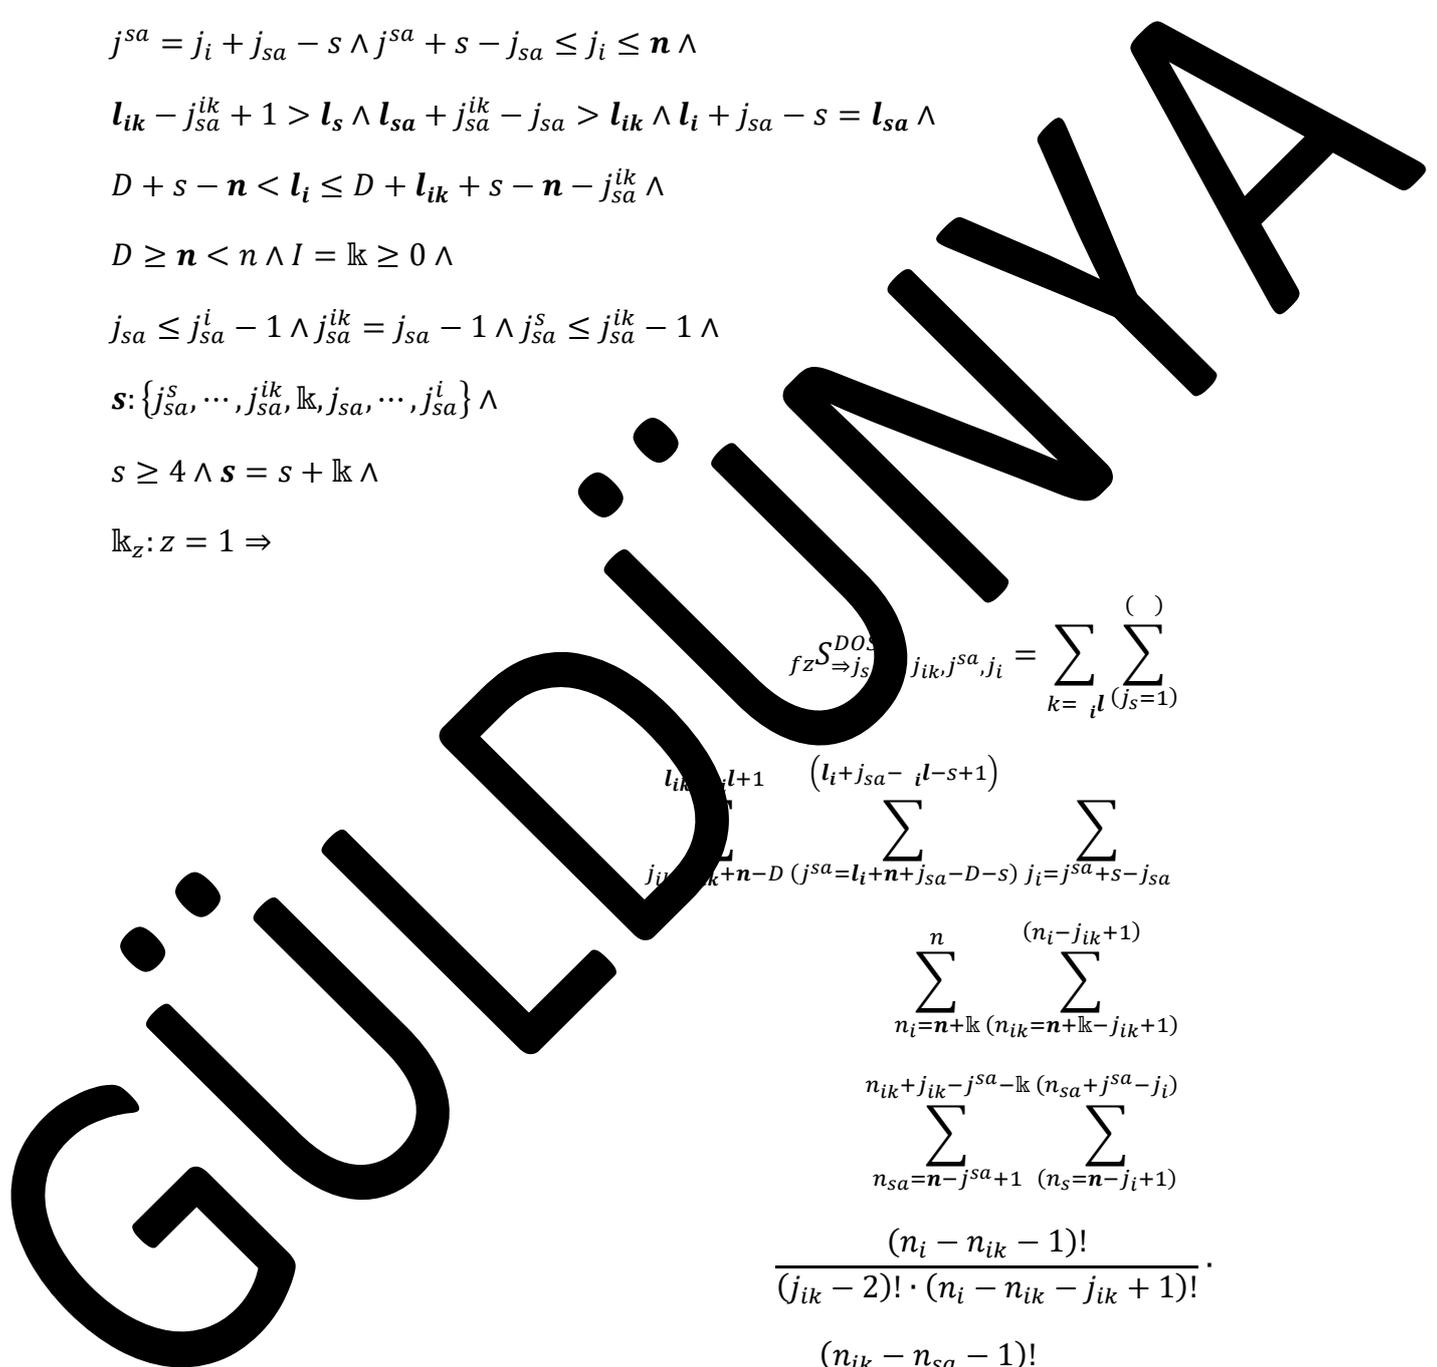 j^{sa} = j_i + j_{sa} − s ∧ j^{sa} + s − j_{sa} ≤ j_i ≤ 𝒏 ∧
𝒍_{ik} − j_{sa}^{ik} + 1 > 𝒍_s ∧ 𝒍_{sa} + j_{sa}^{ik} − j_{sa} > 𝒍_{ik} ∧ 𝒍_i + j_{sa} − s = 𝒍_{sa} ∧
D + s − 𝒏 < 𝒍_i ≤ D + 𝒍_{ik} + s − 𝒏 − j_{sa}^{ik} ∧
D ≥ 𝒏 < n ∧ I = 𝕜 ≥ 0 ∧
j_{sa} ≤ j_{sa}^{i} − 1 ∧ j_{sa}^{ik} = j_{sa} − 1 ∧ j_{sa}^{s} ≤ j_{sa}^{ik} − 1 ∧
𝒔: {j_{sa}^{s}, ⋯, j_{sa}^{ik}, 𝕜, j_{sa}, ⋯, j_{sa}^{i}} ∧
s ≥ 4 ∧ 𝒔 = s + 𝕜 ∧
𝕜_z: z = 1 ⇒
GÜLDÜNYA
j_{ik},j^{sa},j_i = ∑_{k= _i𝒍} ∑_{(j_s=1)}^{( )}
∑ ∑_{(j^{sa}=𝒍_i+𝒏+j_{sa}−D−s)}^{(𝒍_i+j_{sa}− _i𝒍−s+1)} ∑_{j_i=j^{sa}+s−j_{sa}}
∑_{n_i=𝒏+𝕜}^{n} ∑_{(n_{ik}=𝒏+𝕜−j_{ik}+1)}^{(n_i−j_{ik}+1)}
∑_{n_{sa}=𝒏−j^{sa}+1}^{n_{ik}+j_{ik}−j^{sa}−𝕜} ∑_{(n_s=𝒏−j_i+1)}^{(n_{sa}+j^{sa}−j_i)}
(n_i − n_{ik} − 1)!
(j_{ik} − 2)! · (n_i − n_{ik} − j_{ik} + 1)! ·
(n_{ik} − n_{sa} − 1)!